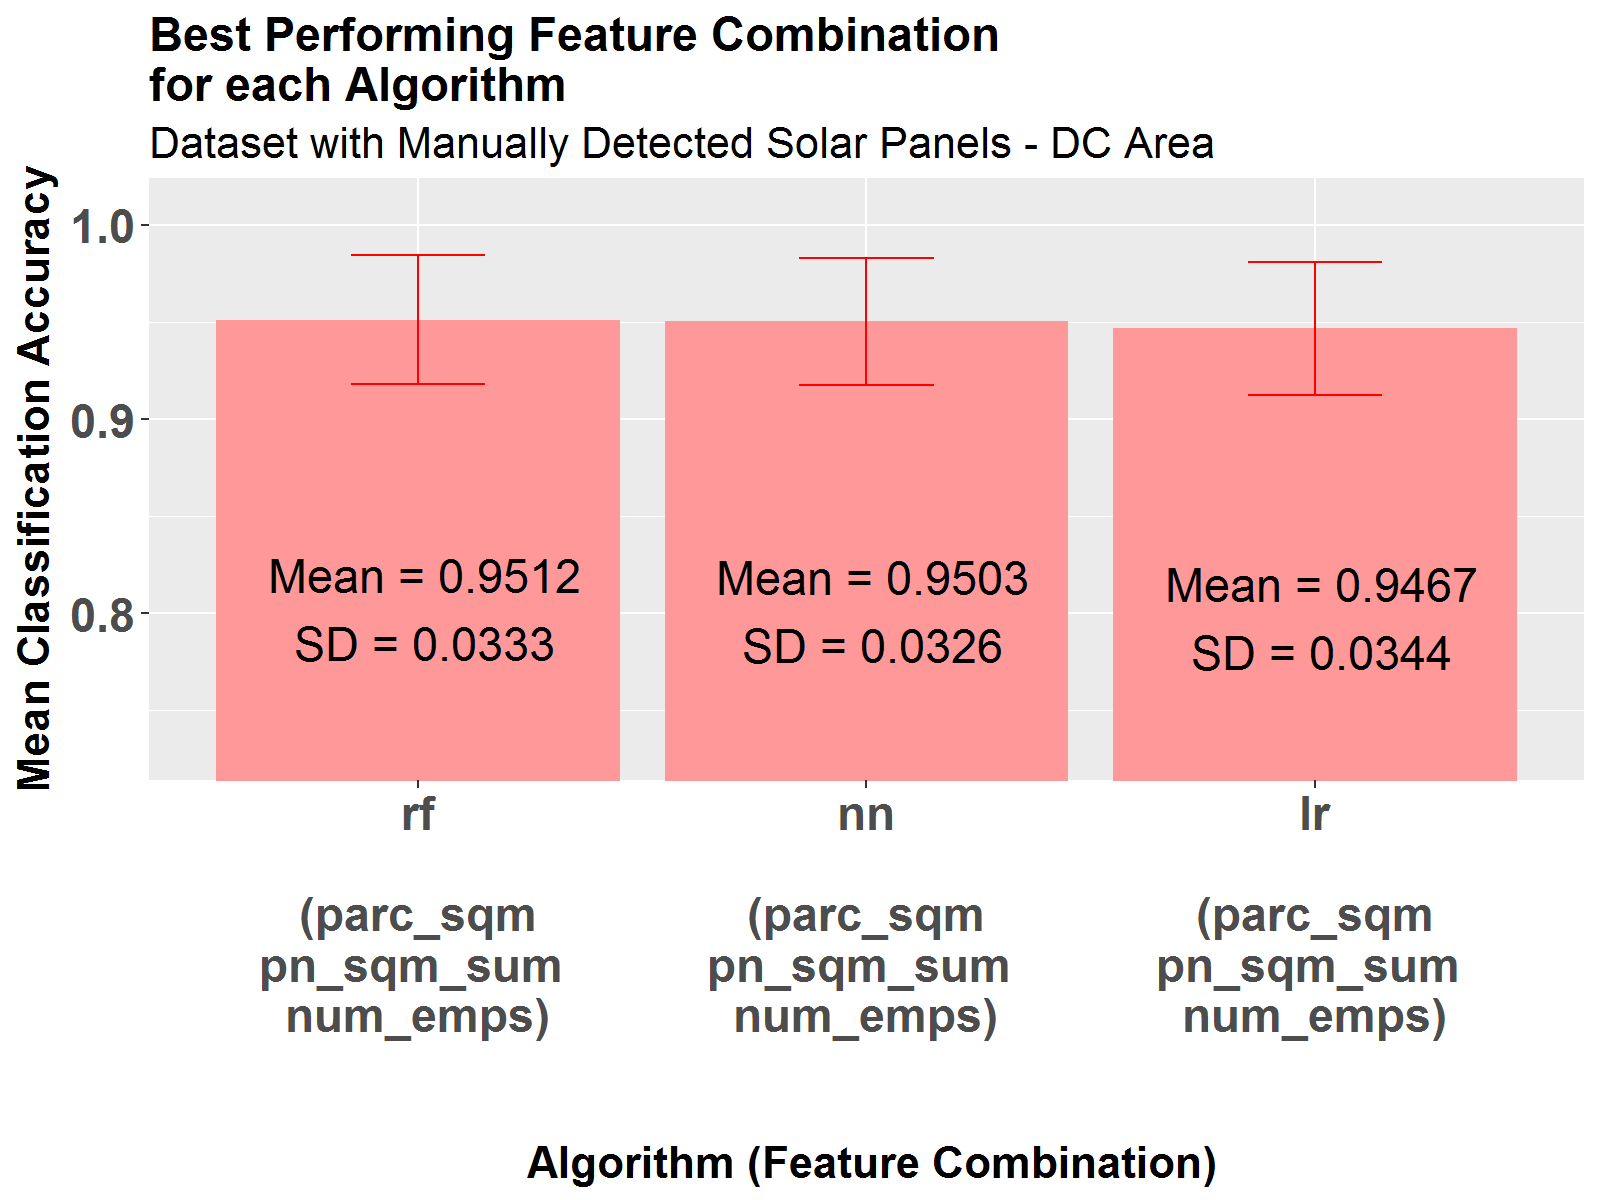 Best Performing Feature Combination
for each Algorithm
Dataset with Manually Detected Solar Panels - DC Area
Mean Classification Accuracy
1.0
0.9
0.8
Mean = 0.9512
SD = 0.0333
Mean = 0.9503
SD = 0.0326
Mean = 0.9467
SD = 0.0344
rf
(parc_sqm
pn_sqm_sum
num_emps)
nn
(parc_sqm
pn_sqm_sum
num_emps)
lr
(parc_sqm
pn_sqm_sum
num_emps)
Algorithm (Feature Combination)